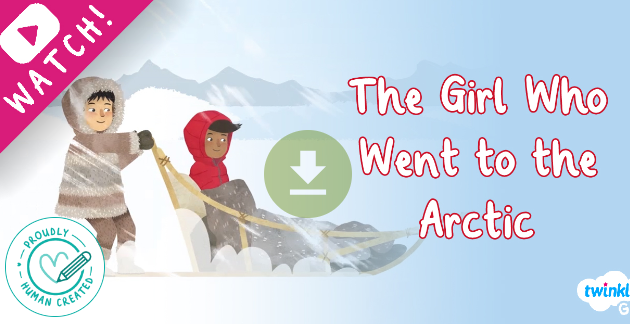 WATCH!
The Girl Who
Went to the
Arctic
PROUDLY
HUMAN CREATED
twinkl